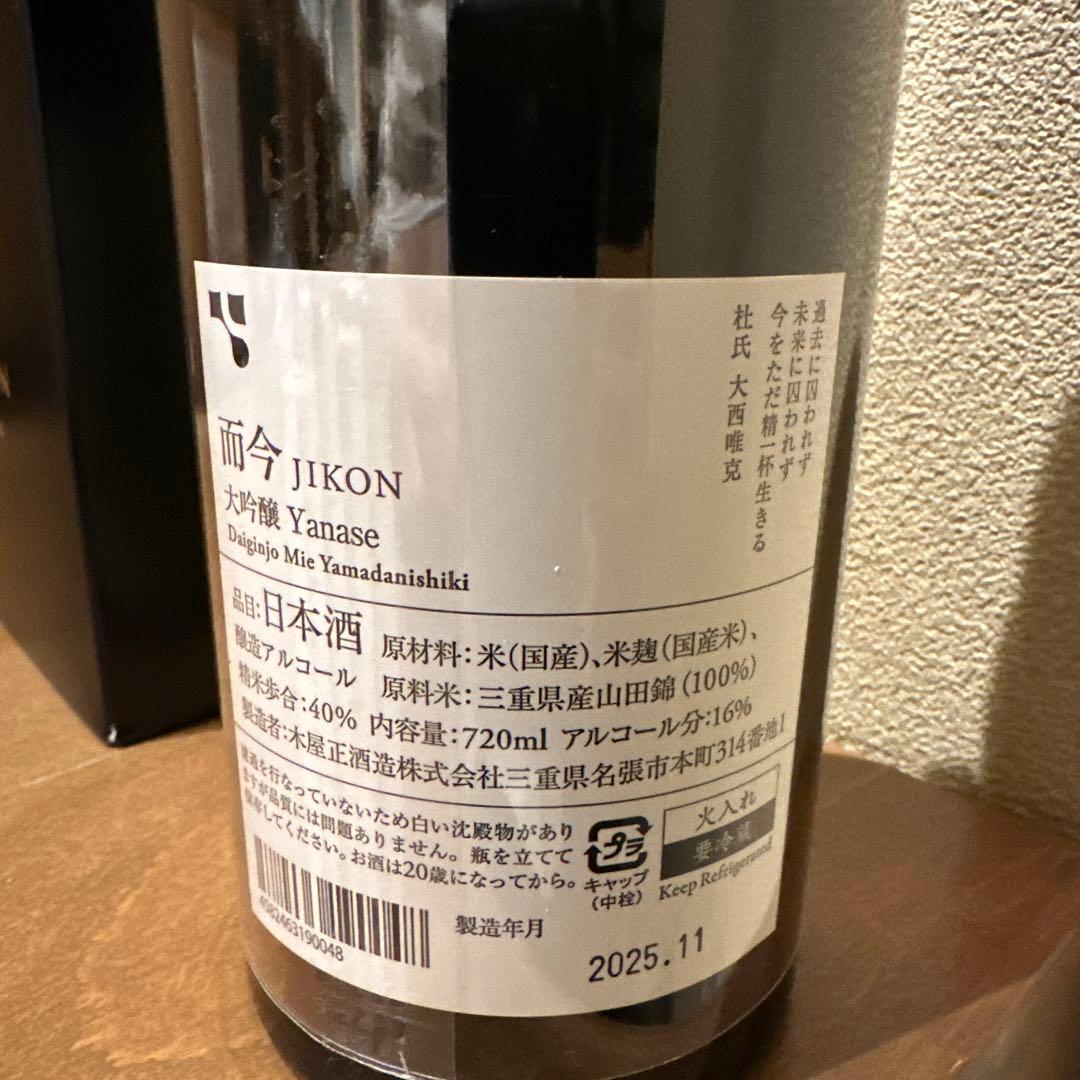 過去に囚われず
未来に囚われず
今をただ精一杯生きる
杜氏 大西唯克
而今 JIKON
大吟醸 Yanase
Daiginjo Mie Yamadanishiki
品目:日本酒 原材料:米(国産)、米麹(国産米)、
醸造アルコール 原料米:三重県産山田錦(100%)
精米歩合:40% 内容量:720ml アルコール分:16%
製造者:木屋正酒造株式会社三重県名張市本町314番地1
濾過を行なっていないため白い沈殿物があり
ますが品質には問題ありません。瓶を立てて
保存してください。お酒は20歳になってから。
プラ
キャップ
(中栓)
火入れ
要冷蔵
Keep Refrigerated
4582463190048
製造年月
2025.11